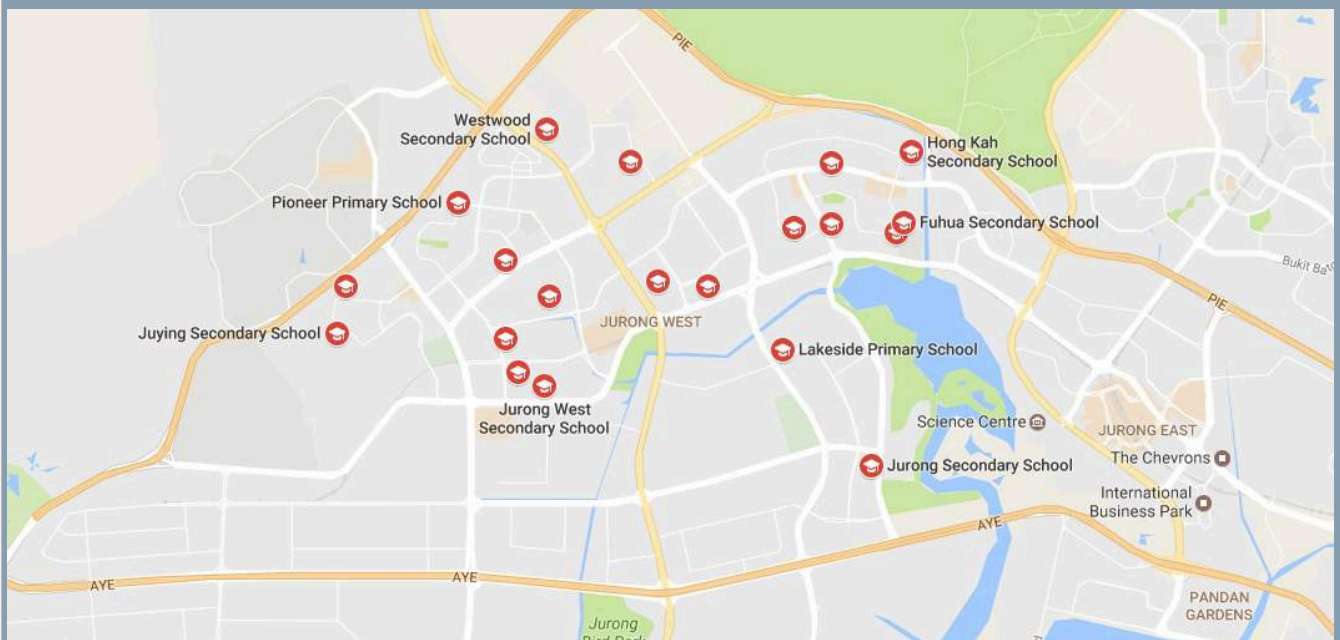 PIE
Westwood
Secondary School
Hong Kah
Secondary School
Pioneer Primary School
Fuhua Secondary School
Bukit Ba
PIE
JURONG WEST
Juying Secondary School
Lakeside Primary School
Jurong West
Secondary School
Science Centre
JURONG EAST
The Chevrons
Jurong Secondary School
International
Business Park
AYE
AYE
AYE
PANDAN
GARDENS
Jurong
Bird Park